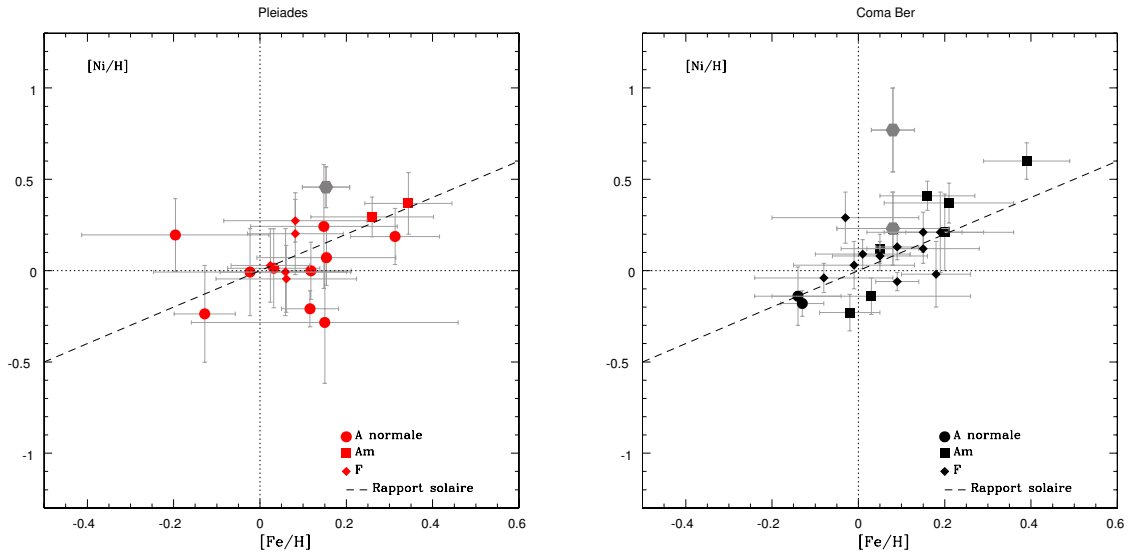 Pleiades
[Ni/H]
1
0.5
0
-0.5
-1
A normale
Am
F
Rapport solaire
-0.4
-0.2
0
0.2
0.4
0.6
[Fe/H]
Coma Ber
[Ni/H]
1
0.5
0
-0.5
-1
A normale
Am
F
Rapport solaire
-0.4
-0.2
0
0.2
0.4
0.6
[Fe/H]